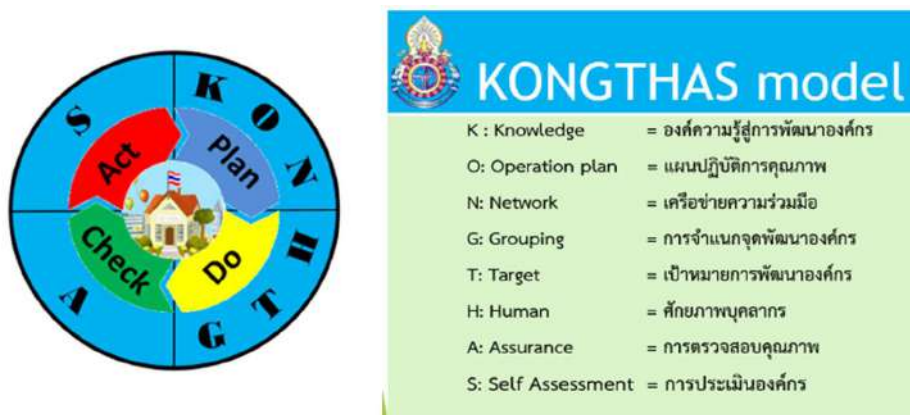 S
K
O
N
Act
Plan
Check
Do
A
G
T
H
KONGTHAS model
K : Knowledge = องค์ความรู้สู่การพัฒนาองค์กร
O: Operation plan = แผนปฏิบัติการคุณภาพ
N: Network = เครือข่ายความร่วมมือ
G: Grouping = การจำแนกจุดพัฒนาองค์กร
T: Target = เป้าหมายการพัฒนาองค์กร
H: Human = ศักยภาพบุคลากร
A: Assurance = การตรวจสอบคุณภาพ
S: Self Assessment = การประเมินองค์กร